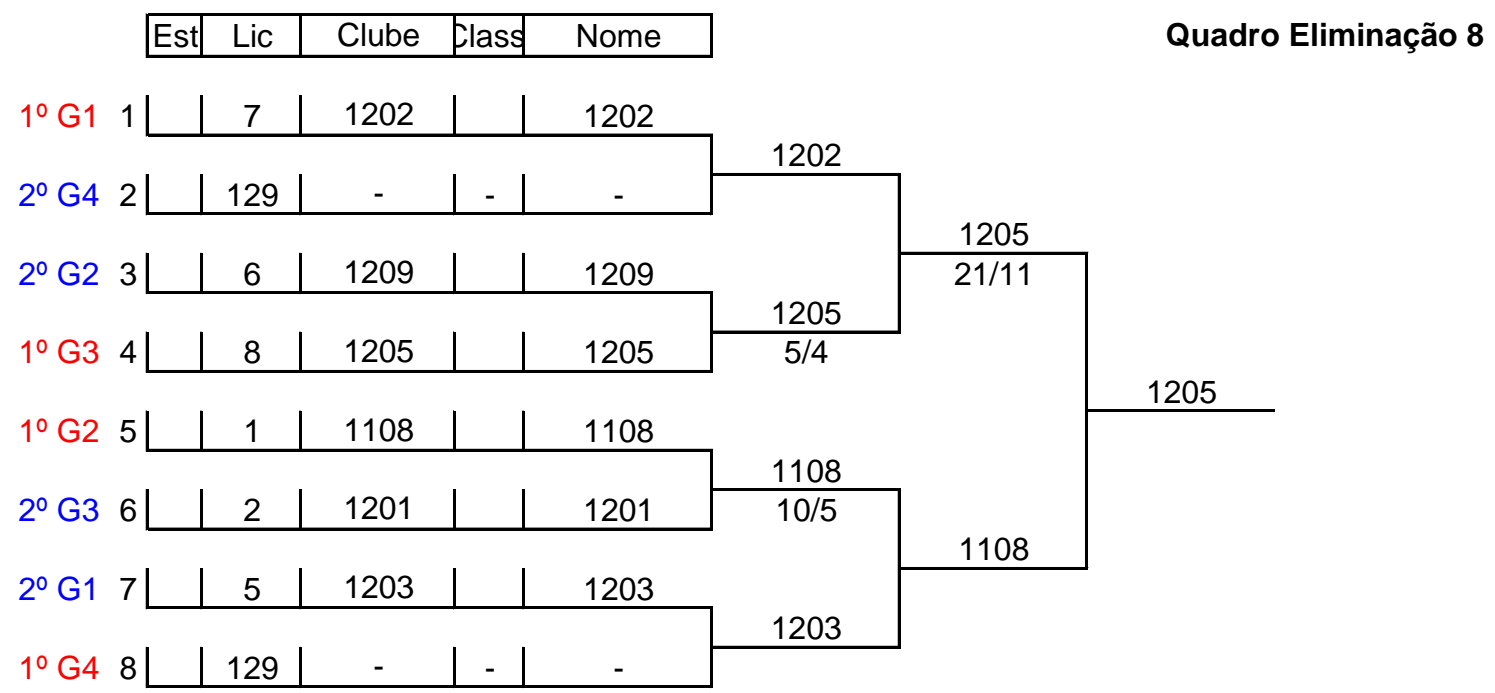 Est Lic Clube Class Nome
Quadro Eliminação 8
1º G1 1 7 1202 1202
1202
2º G4 2 129 - - -
1205
2º G2 3 6 1209 1209
21/11
1205
1º G3 4 8 1205 1205
5/4
1205
1º G2 5 1 1108 1108
1108
2º G3 6 2 1201 1201
10/5
1108
2º G1 7 5 1203 1203
1203
1º G4 8 129 - - -